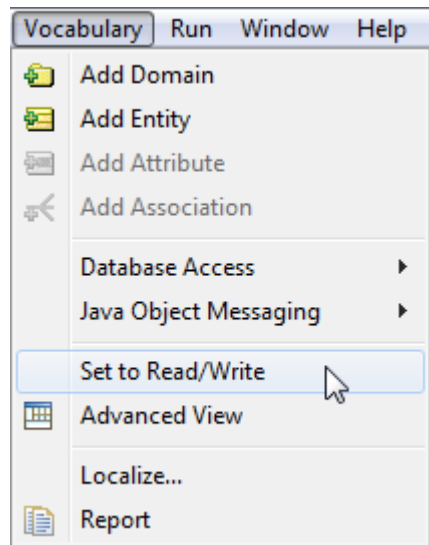 Vocabulary Run Window Help
Add Domain
Add Entity
Add Attribute
Add Association
Database Access
Java Object Messaging
Set to Read/Write
Advanced View
Localize...
Report